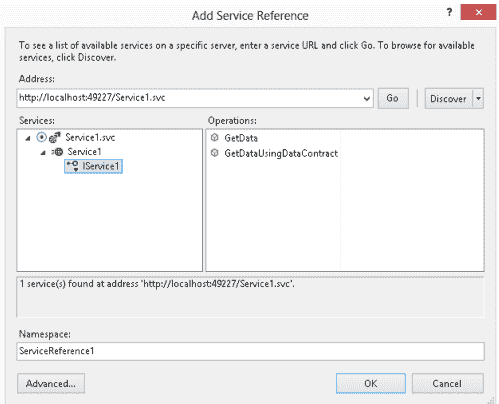 Add Service Reference
?
To see a list of available services on a specific server, enter a service URL and click Go. To browse for available
services, click Discover.
Address:
http://localhost:49227/Service1.svc
Go
Discover
Services:
Operations:
Service1.svc
GetData
Service1
GetDataUsingDataContract
IService1
1 service(s) found at address 'http://localhost:49227/Service1.svc'.
Namespace:
ServiceReference1
Advanced...
OK
Cancel